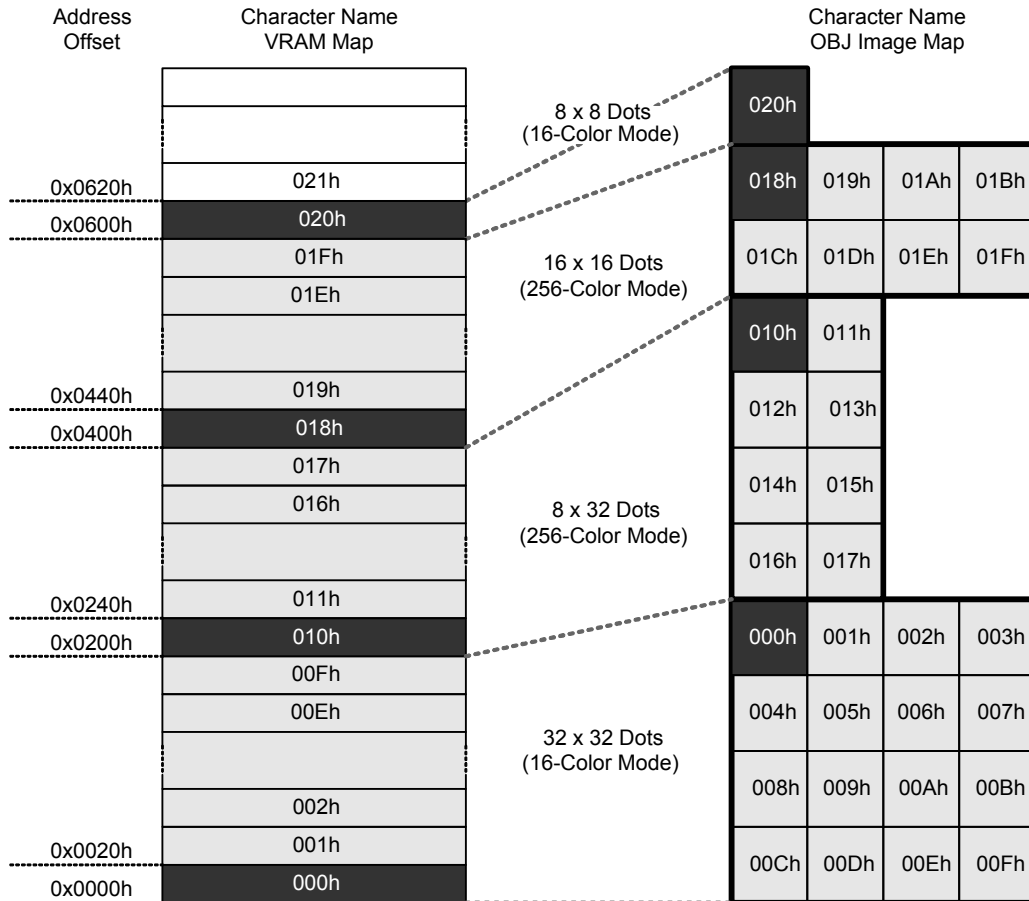 Address
Offset
Character Name
VRAM Map
Character Name
OBJ Image Map
0x0620h
0x0600h
0x0440h
0x0400h
0x0240h
0x0200h
0x0020h
0x0000h
021h
020h
01Fh
01Eh
019h
018h
017h
016h
011h
010h
00Fh
00Eh
002h
001h
000h
8 x 8 Dots
(16-Color Mode)
16 x 16 Dots
(256-Color Mode)
8 x 32 Dots
(256-Color Mode)
32 x 32 Dots
(16-Color Mode)
020h
018h 019h 01Ah 01Bh
01Ch 01Dh 01Eh 01Fh
010h 011h
012h 013h
014h 015h
016h 017h
000h 001h 002h 003h
004h 005h 006h 007h
008h 009h 00Ah 00Bh
00Ch 00Dh 00Eh 00Fh